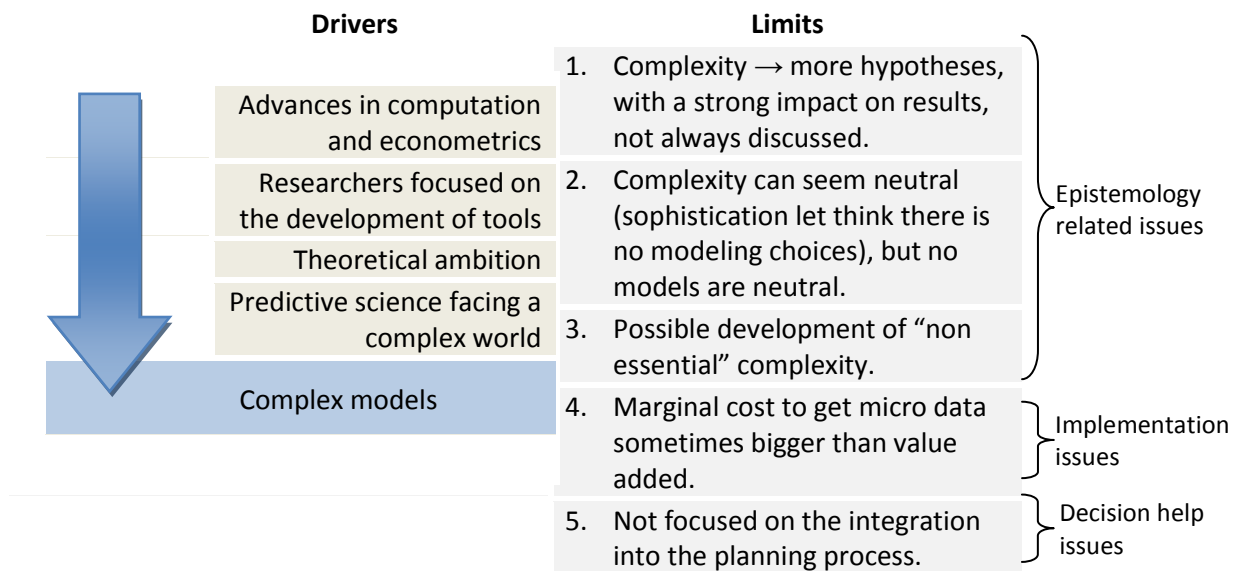 Drivers
Advances in computation
and econometrics
Researchers focused on
the development of tools
Theoretical ambition
Predictive science facing a
complex world
Complex models
Limits
1. Complexity → more hypotheses,
with a strong impact on results,
not always discussed.
2. Complexity can seem neutral
(sophistication let think there is
no modeling choices), but no
models are neutral.
3. Possible development of “non
essential” complexity.
4. Marginal cost to get micro data
sometimes bigger than value
added.
5. Not focused on the integration
into the planning process.
Epistemology
related issues
Implementation
issues
Decision help
issues